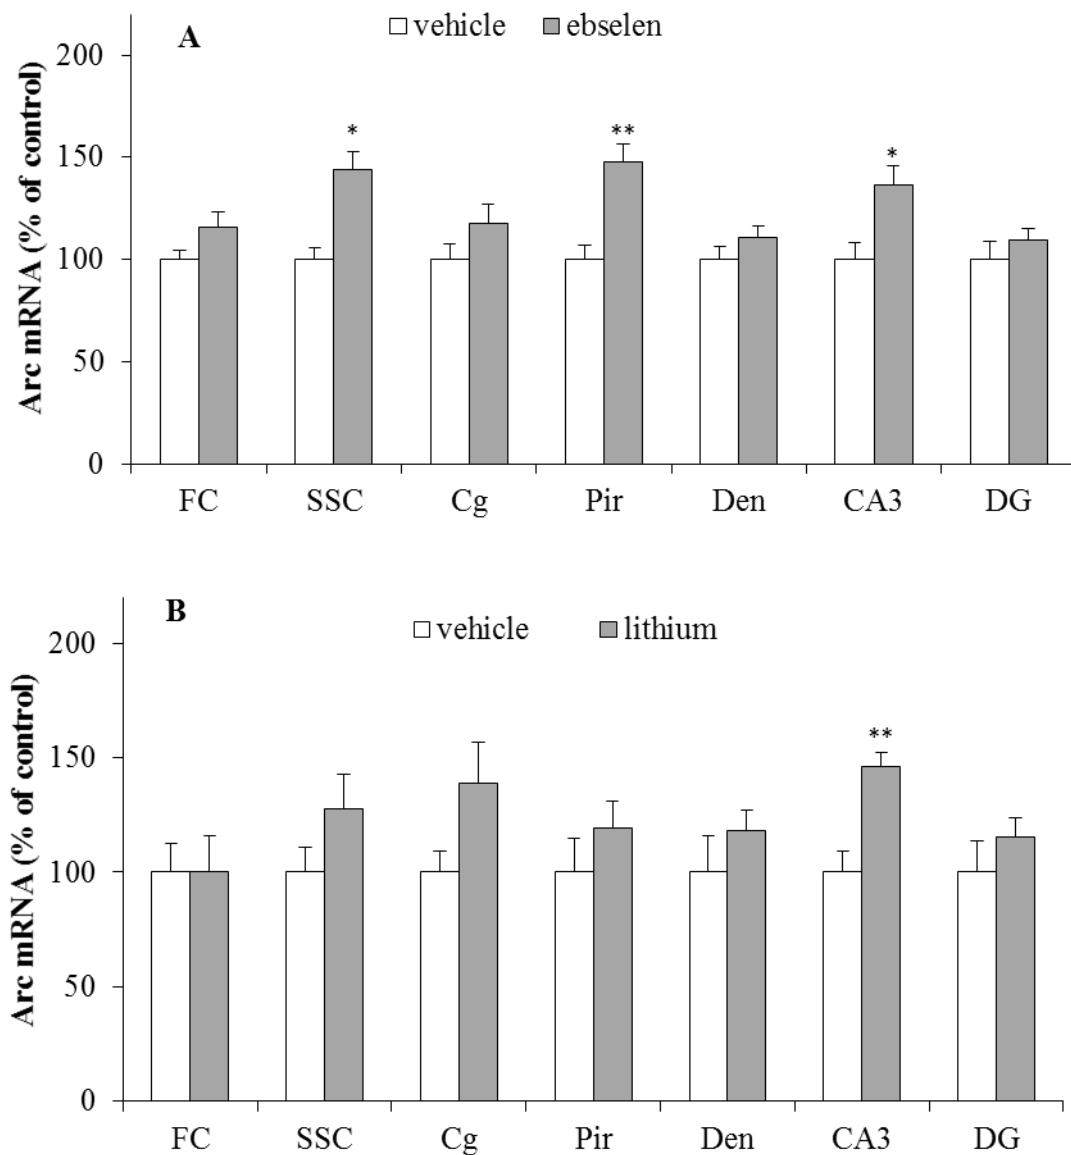 A
vehicle ebselen
Arc mRNA (% of control)
200
150
100
50
0
* ** *
FC SSC Cg Pir Den CA3 DG
B
vehicle lithium
Arc mRNA (% of control)
200
150
100
50
0
**
FC SSC Cg Pir Den CA3 DG